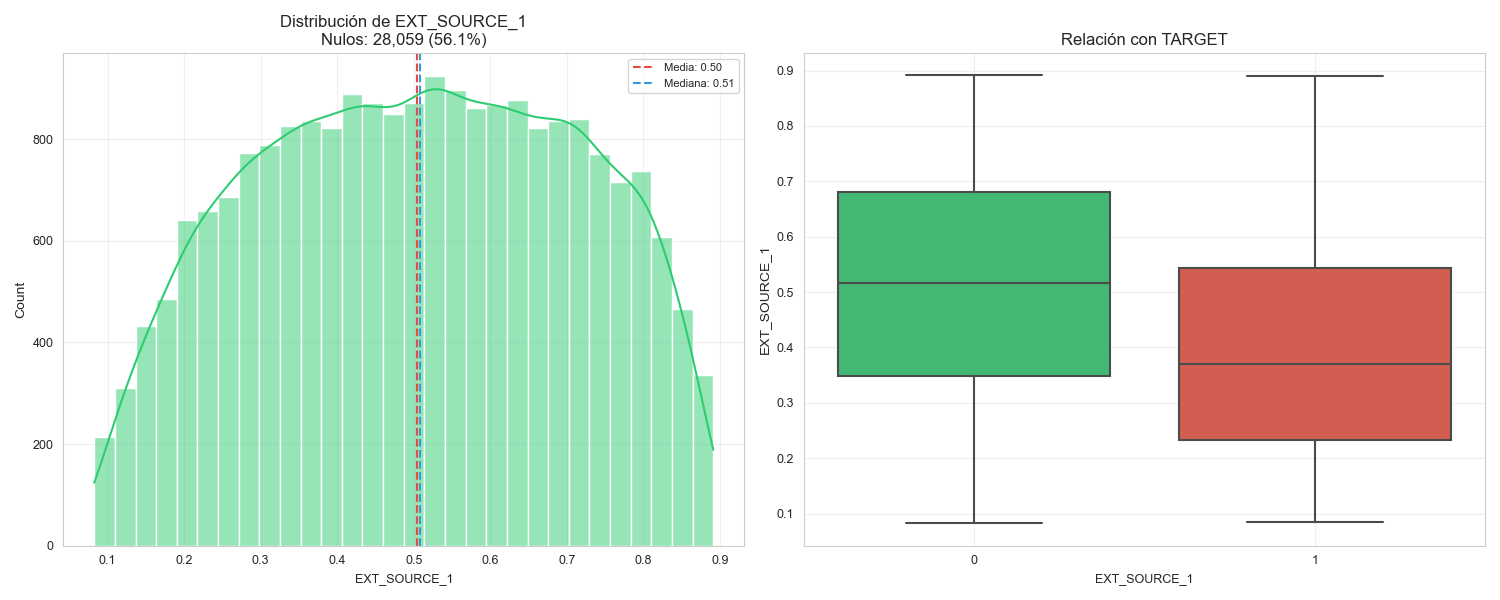 Distribución de EXT_SOURCE_1
Nulos: 28,059 (56.1%)
Media: 0.50
Mediana: 0.51
Count
800
600
400
200
0
0.1 0.2 0.3 0.4 0.5 0.6 0.7 0.8 0.9
EXT_SOURCE_1
Relación con TARGET
EXT_SOURCE_1
0.9
0.8
0.7
0.6
0.5
0.4
0.3
0.2
0.1
0 1
EXT_SOURCE_1